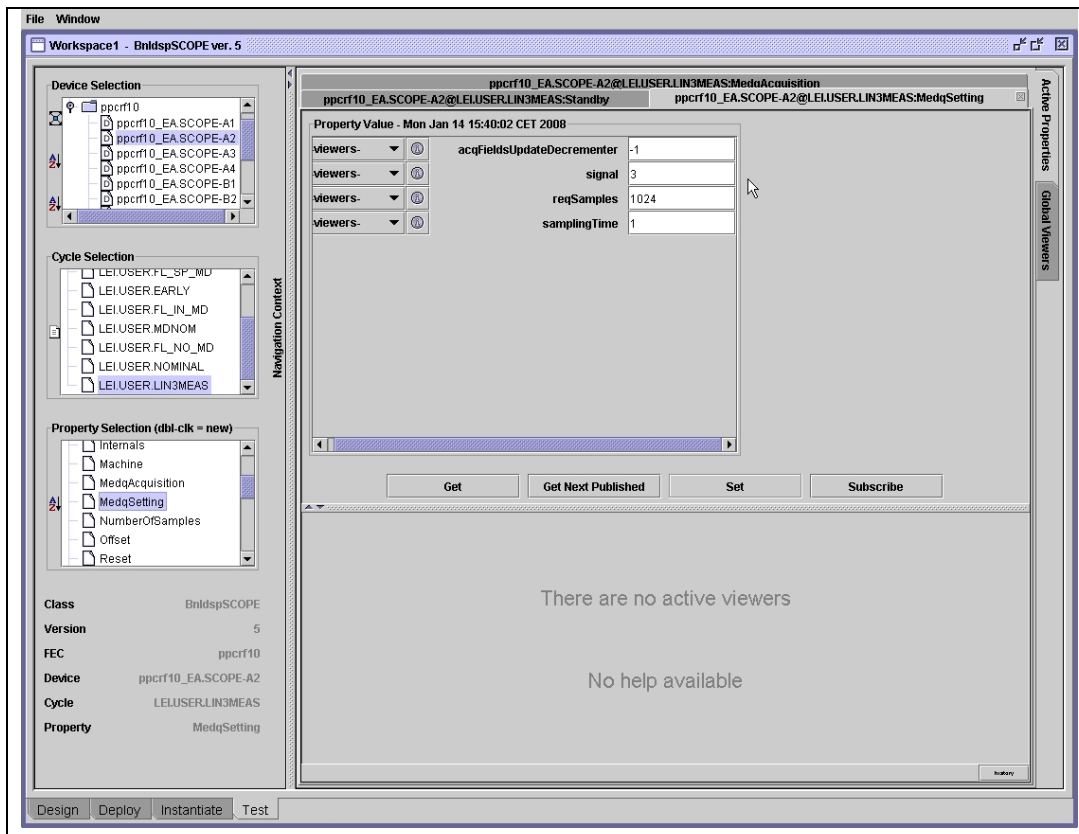 File Window
Workspace1 - BnldspSCOPE ver. 5
Device Selection
ppcrf10
ppcrf10_EA.SCOPE-A1
ppcrf10_EA.SCOPE-A2
ppcrf10_EA.SCOPE-A3
ppcrf10_EA.SCOPE-A4
ppcrf10_EA.SCOPE-B1
ppcrf10_EA.SCOPE-B2
Cycle Selection
LEI.USER.FL_SP_MD
LEI.USER.EARLY
LEI.USER.FL_IN_MD
LEI.USER.MDNOM
LEI.USER.FL_NO_MD
LEI.USER.NOMINAL
LEI.USER.LIN3MEAS
Property Selection (dbl-clk = new)
Internals
Machine
MedqAcquisition
MedqSetting
NumberOfSamples
Offset
Reset
Class BnldspSCOPE
Version 5
FEC ppcrf10
Device ppcrf10_EA.SCOPE-A2
Cycle LEI.USER.LIN3MEAS
Property MedqSetting
Navigation Context
ppcrf10_EA.SCOPE-A2@LEI.USER.LIN3MEAS:MedqAcquisition
ppcrf10_EA.SCOPE-A2@LEI.USER.LIN3MEAS:Standby
ppcrf10_EA.SCOPE-A2@LEI.USER.LIN3MEAS:MedqSetting
Property Value - Mon Jan 14 15:40:02 CET 2008
viewers- acqFieldsUpdateDecrementer -1
viewers- signal 3
viewers- reqSamples 1024
viewers- samplingTime 1
Get Get Next Published Set Subscribe
There are no active viewers
No help available
history
Active Properties
Global Viewers
Design Deploy Instantiate Test